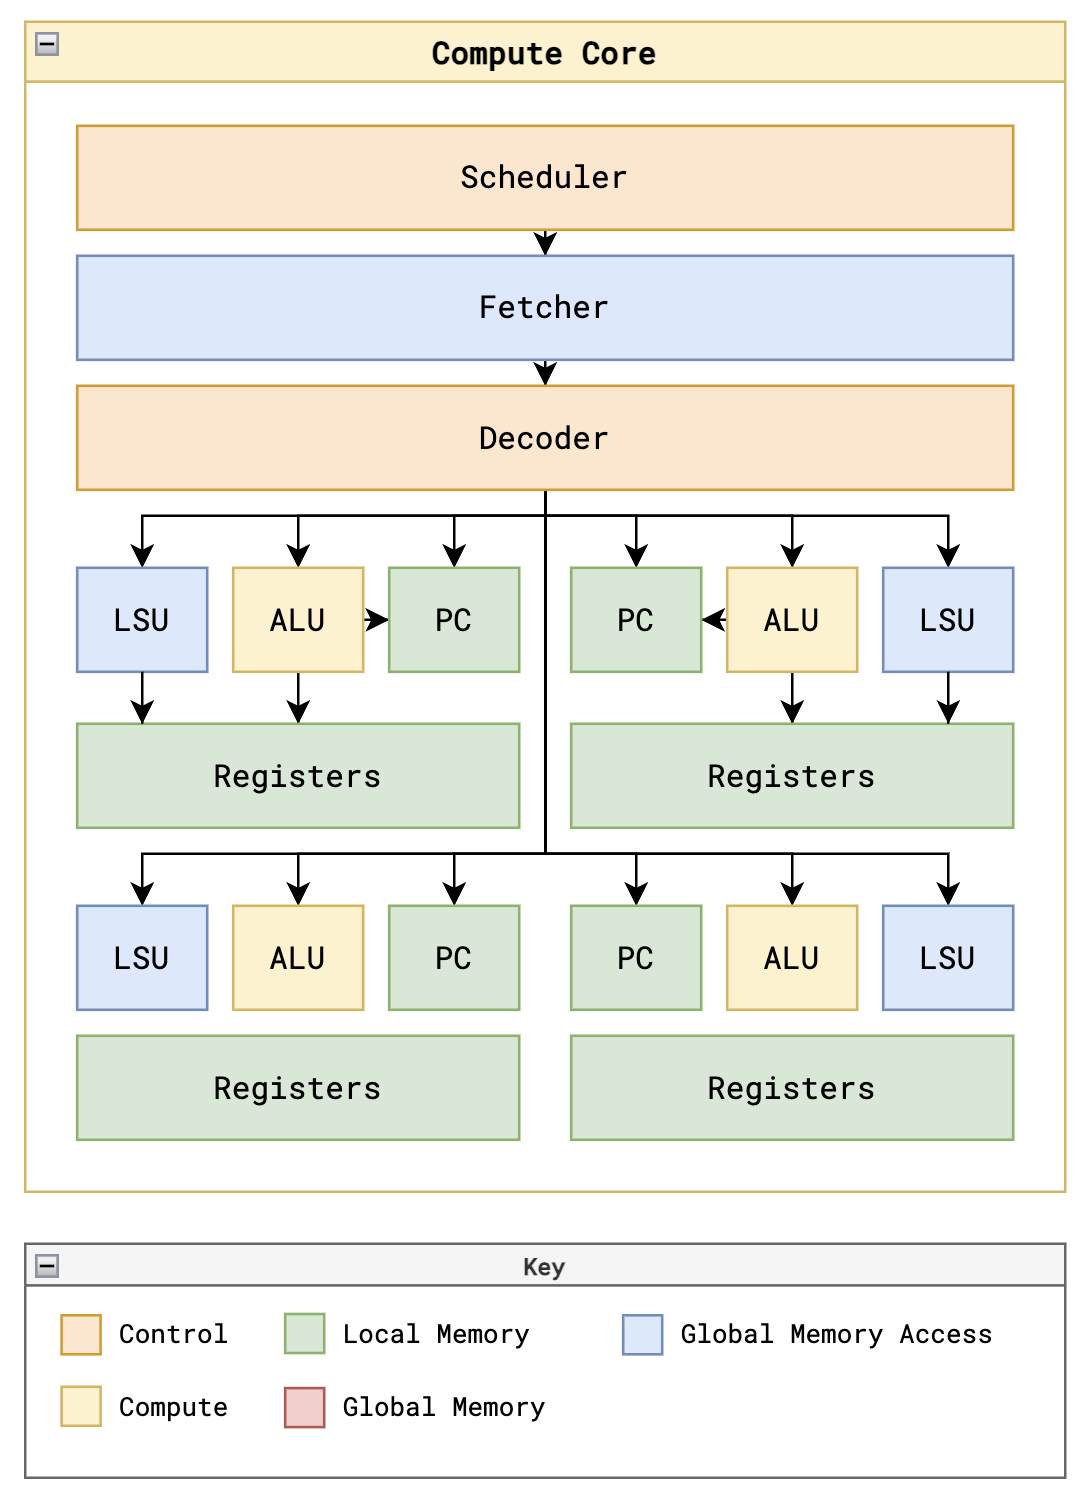 Compute Core
Scheduler
Fetcher
Decoder
LSU ALU PC PC ALU LSU
Registers Registers
LSU ALU PC PC ALU LSU
Registers Registers
Key
Control Local Memory Global Memory Access
Compute Global Memory